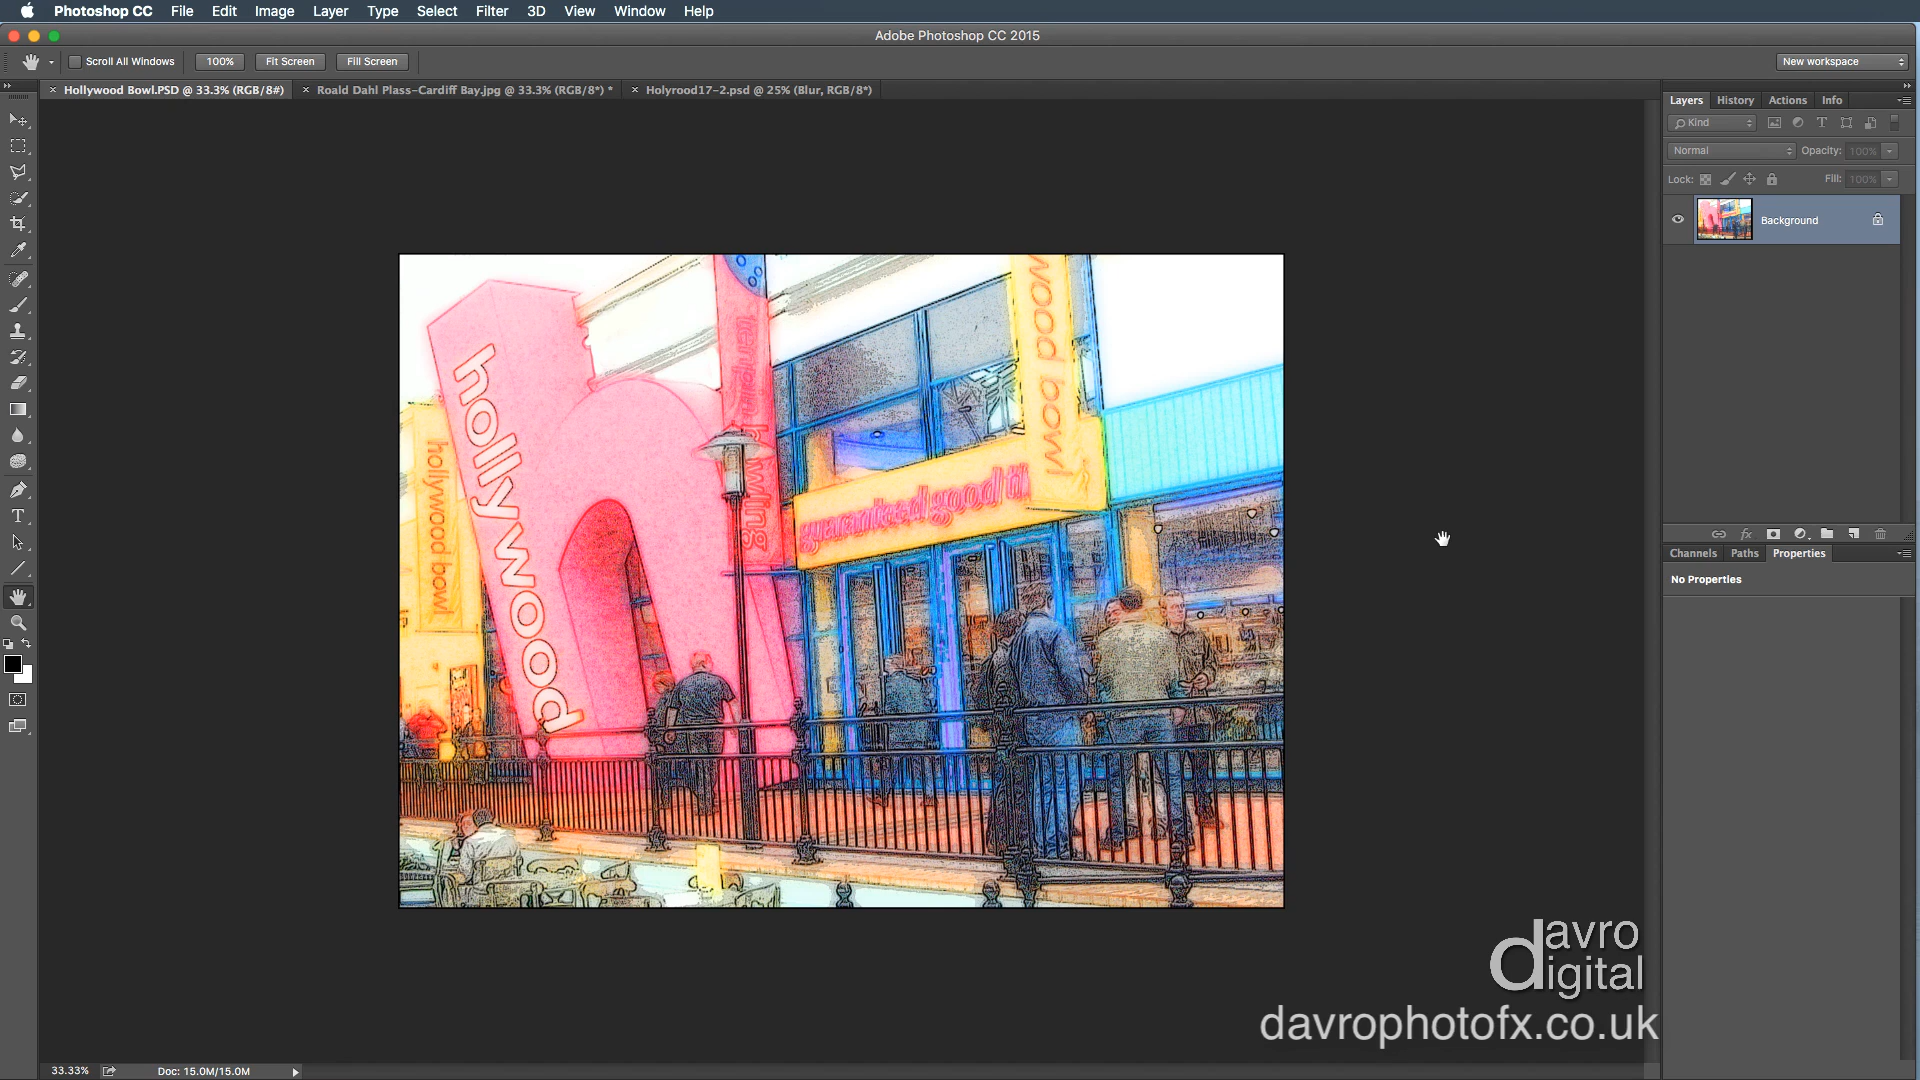 Photoshop CC File Edit Image Layer Type Select Filter 3D View Window Help
Adobe Photoshop CC 2015
Scroll All Windows 100% Fit Screen Fill Screen New workspace
Hollywood Bowl.PSD @ 33.3% (RGB/8#) Roald Dahl Plass-Cardiff Bay.jpg @ 33.3% (RGB/8*) * Holyrood17-2.psd @ 25% (Blur, RGB/8*)
Layers History Actions Info
Kind
Normal Opacity: 100%
Lock: Fill: 100%
Background
hollywood
hollywood bowl
bowling
wood bowl
guaranteed good ti
Channels Paths Properties
No Properties
davro
digital
davrophotofx.co.uk
33.33% Doc: 15.0M/15.0M